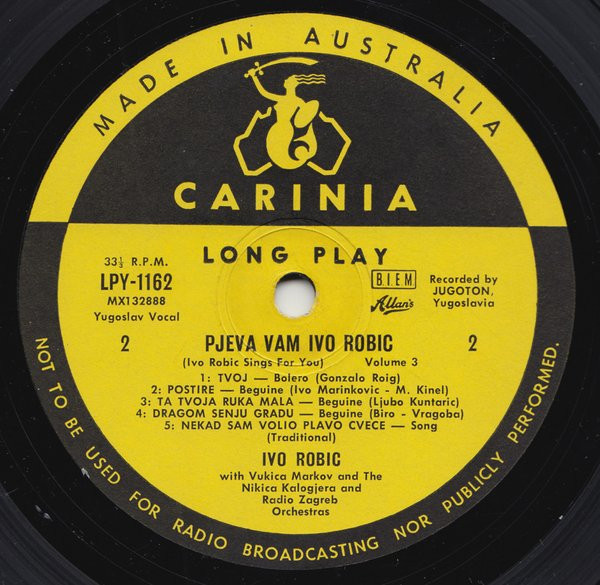 MADE IN AUSTRALIA
CARINIA
LONG PLAY
33⅓ R.P.M.
LPY-1162
MX132888
Yugoslav Vocal
B.I.E.M
Allan's
Recorded by
JUGOTON,
Yugoslavia
2
PJEVA VAM IVO ROBIC
2
(Ivo Robic Sings For You) Volume 3
1: TVOJ — Bolero (Gonzalo Roig)
2: POSTIRE — Beguine (Ivo Marinkovic - M. Kinel)
3: TA TVOJA RUKA MALA — Beguine (Ljubo Kuntaric)
4: DRAGOM SENJU GRADU — Beguine (Biro - Vragoba)
5: NEKAD SAM VOLIO PLAVO CVECE — Song
(Traditional)
IVO ROBIC
with Vukica Markov and The
Nikica Kalogjera and
Radio Zagreb
Orchestras
NOT TO BE USED FOR RADIO BROADCASTING NOR PUBLICLY PERFORMED.